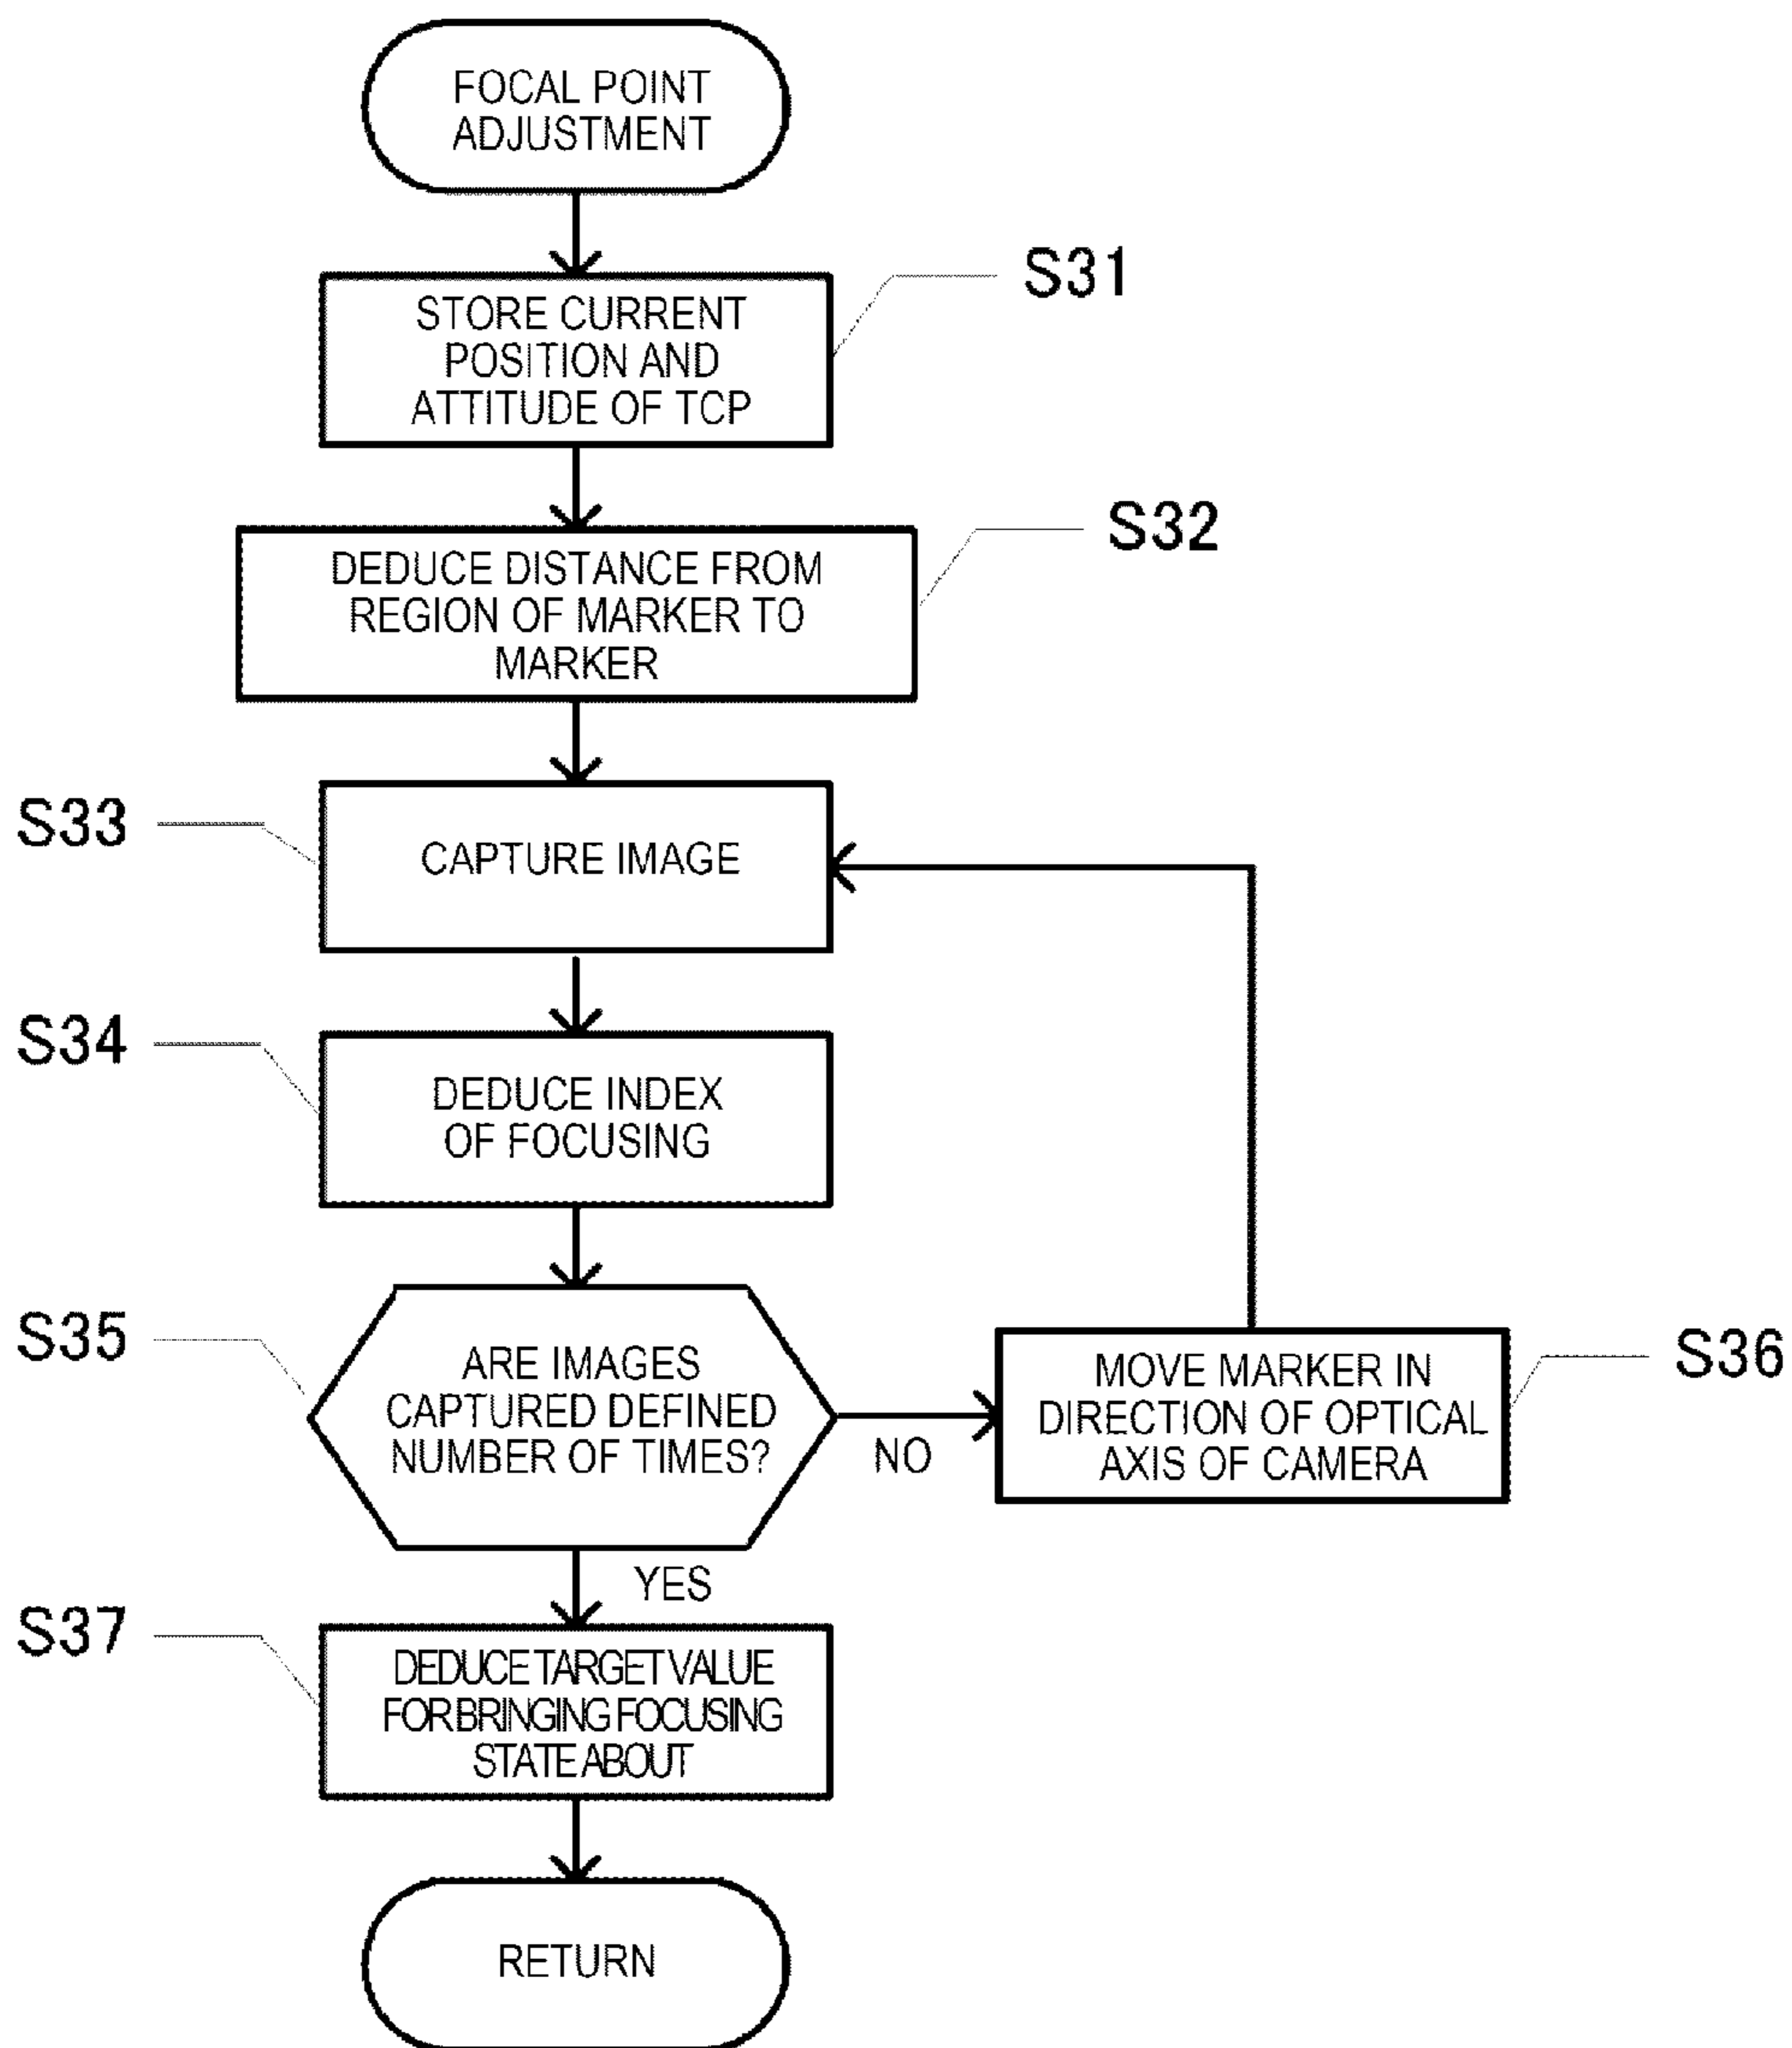 FOCAL POINT
ADJUSTMENT
S31
STORE CURRENT
POSITION AND
ATTITUDE OF TCP
S32
DEDUCE DISTANCE FROM
REGION OF MARKER TO
MARKER
S33
CAPTURE IMAGE
S34
DEDUCE INDEX
OF FOCUSING
S35
ARE IMAGES
CAPTURED DEFINED
NUMBER OF TIMES?
NO
S36
MOVE MARKER IN
DIRECTION OF OPTICAL
AXIS OF CAMERA
YES
S37
DEDUCE TARGET VALUE
FOR BRINGING FOCUSING
STATE ABOUT
RETURN